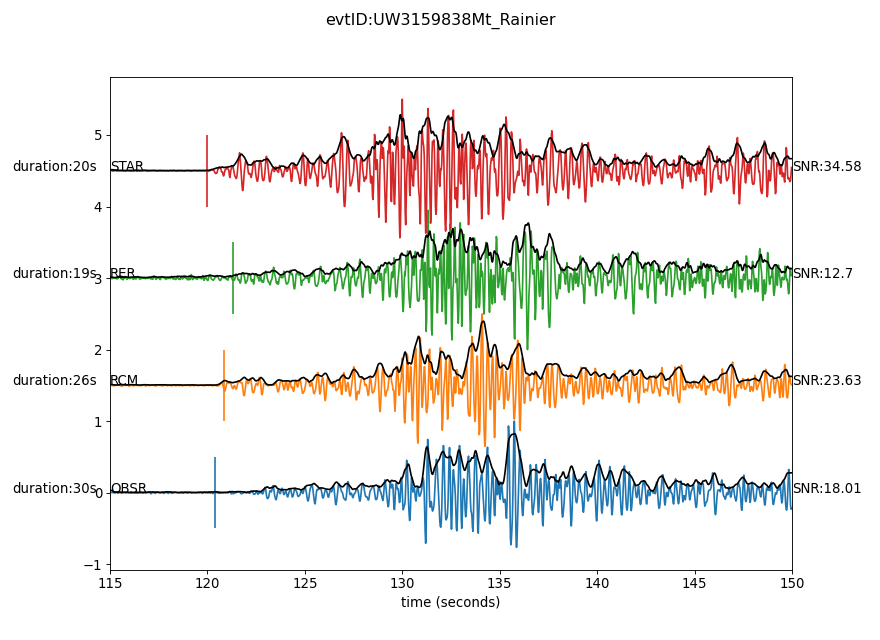 evtID:UW3159838Mt_Rainier
5
duration:20s STAR SNR:34.58
4
duration:19s RER SNR:12.7
3
2
duration:26s RCM SNR:23.63
1
duration:30s OBSR SNR:18.01
0
−1
115 120 125 130 135 140 145 150
time (seconds)